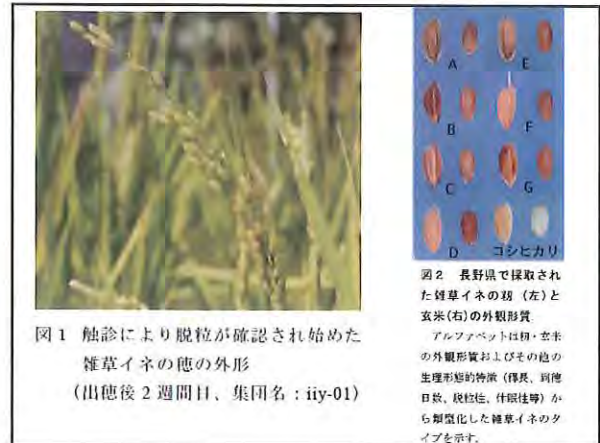 A
E
B
F
C
G
D
コシヒカリ
図1 触診により脱粒が確認され始めた
雑草イネの穂の外形
(出穂後2週間目、集団名:iiy-01)
図2 長野県で採取され
た雑草イネの籾(左)と
玄米(右)の外観形質
アルファベットは籾・玄米
の外観形質およびその他の
生理形態的特徴(稈長、到穂
日数、脱粒性、休眠性等)か
ら類型化した雑草イネのタ
イプを示す。